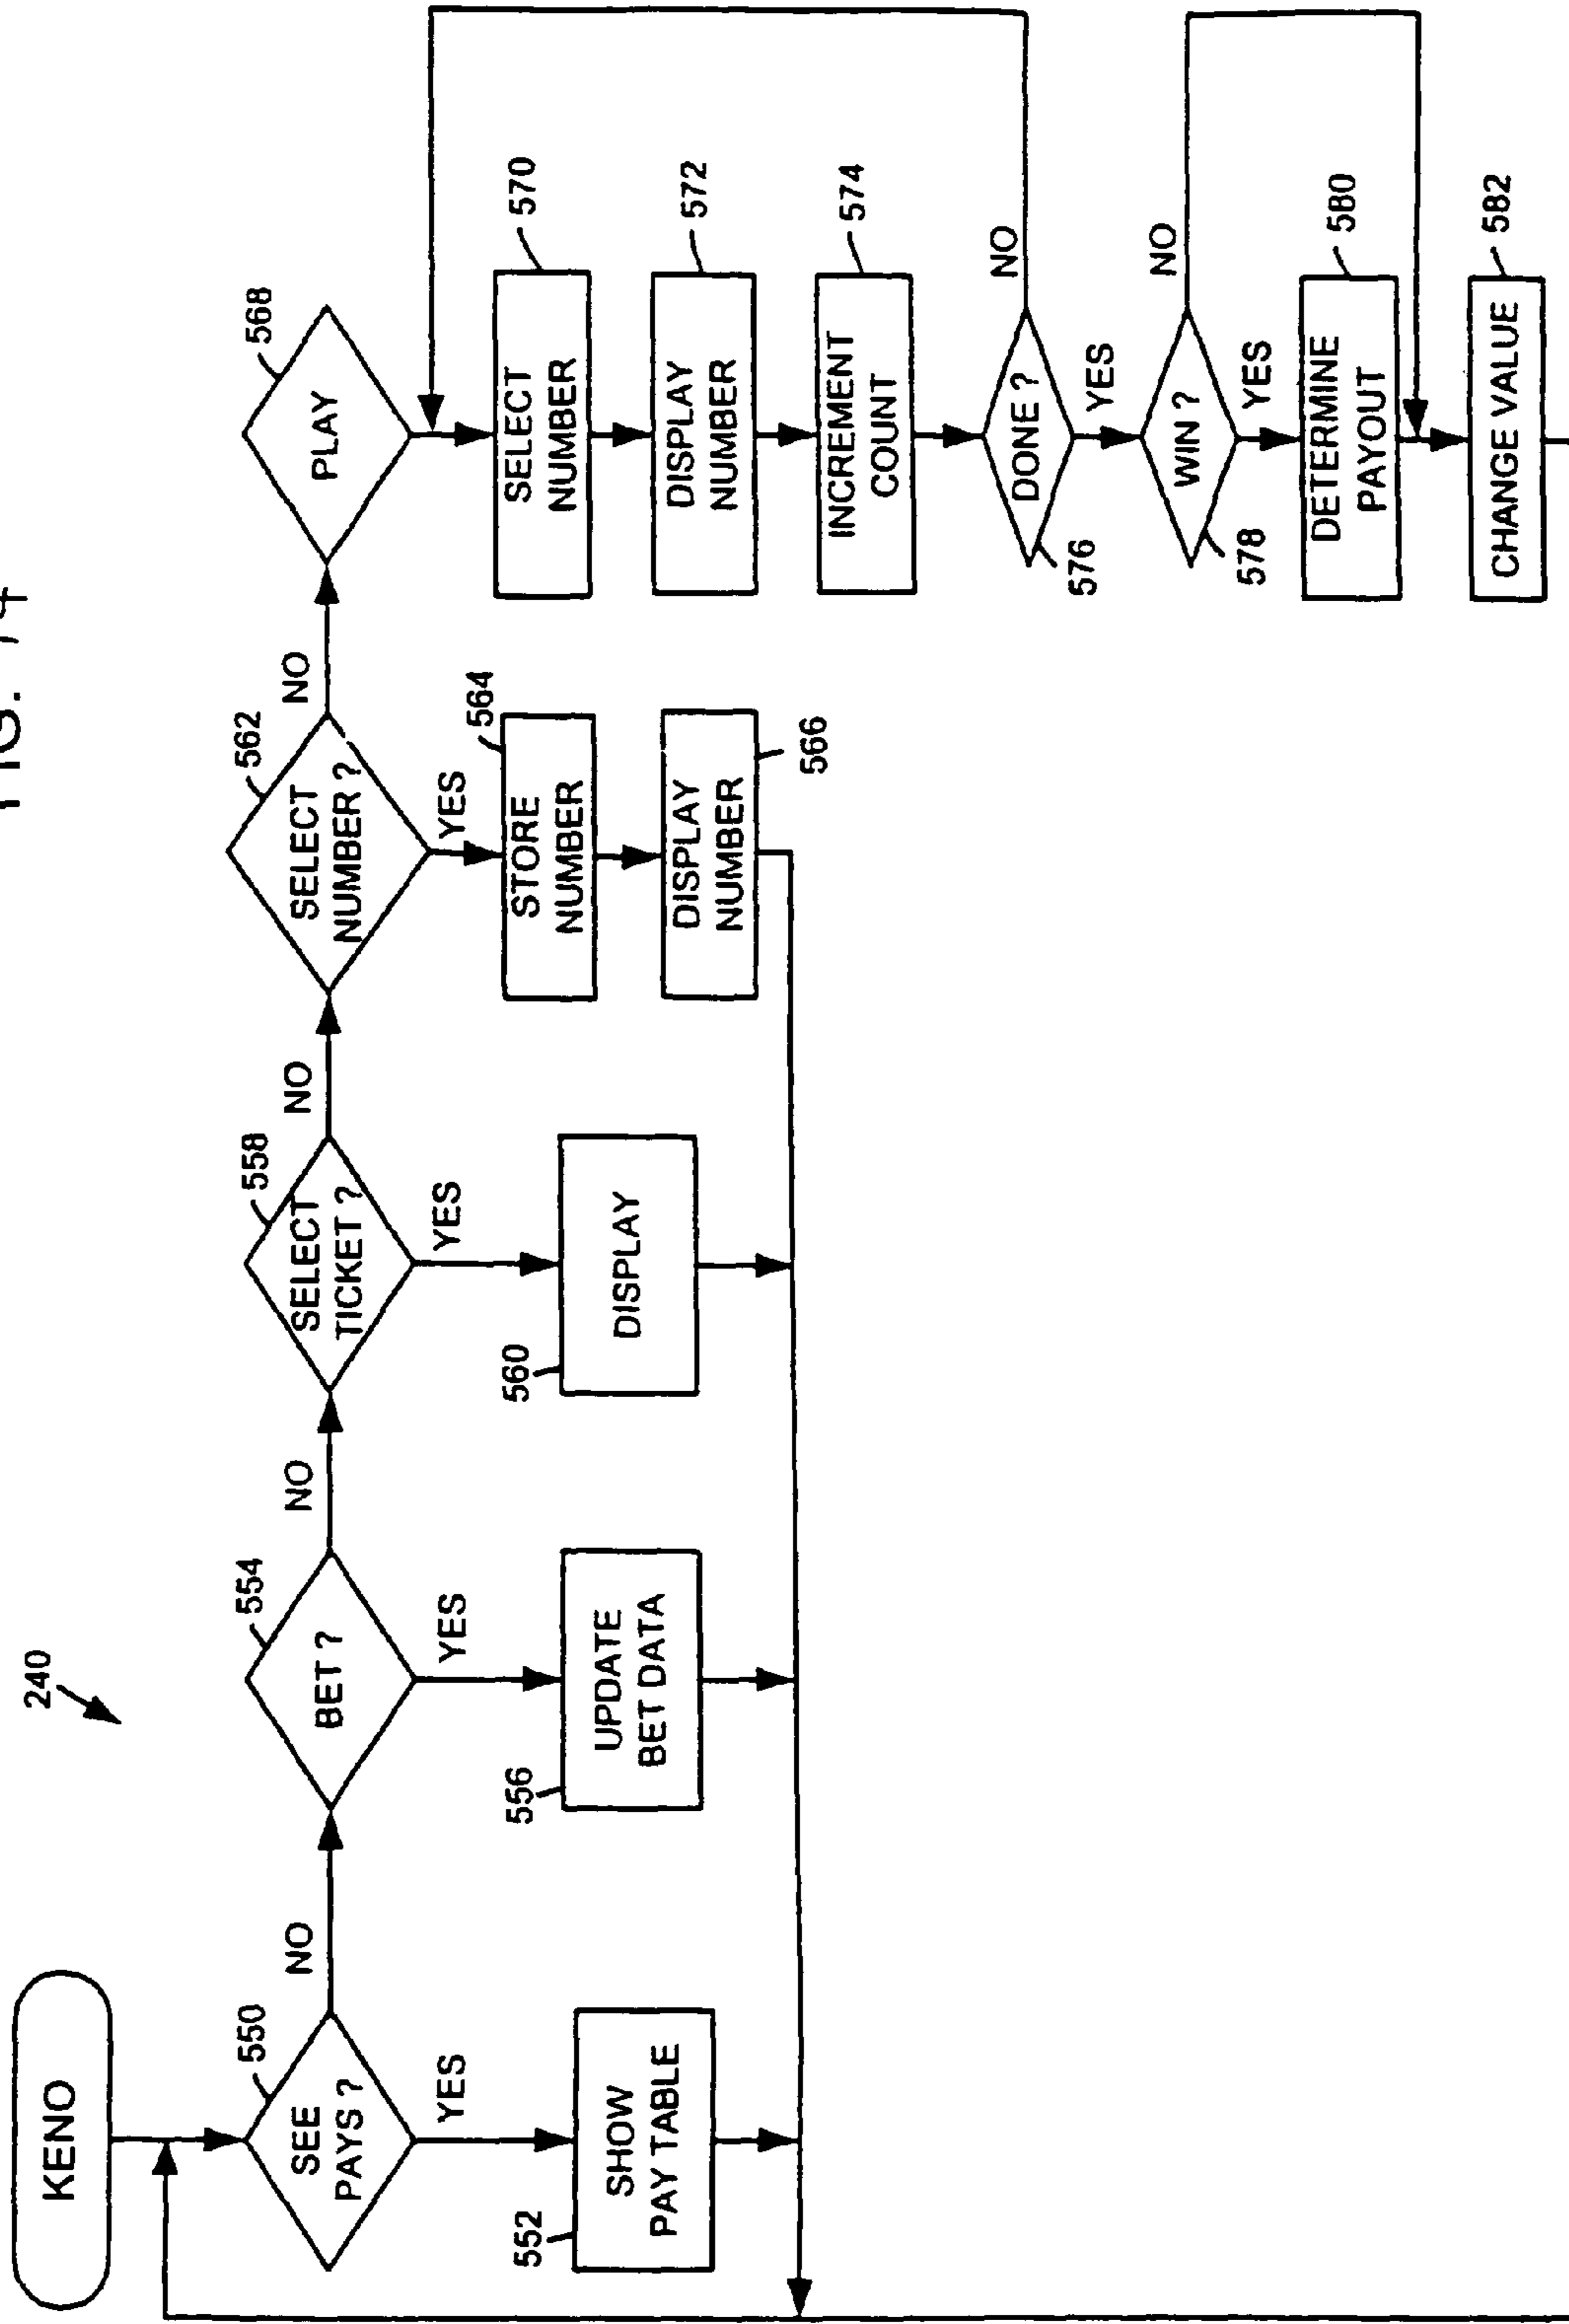 FIG. 14
240
KENO
550
SEE
PAYS ?
NO
YES
552
SHOW
PAY TABLE
554
BET ?
NO
YES
556
UPDATE
BET DATA
558
SELECT
TICKET ?
NO
YES
560
DISPLAY
562
SELECT
NUMBER ?
NO
YES
564
STORE
NUMBER
566
DISPLAY
NUMBER
568
PLAY
570
SELECT
NUMBER
572
DISPLAY
NUMBER
574
INCREMENT
COUNT
576
DONE ?
NO
YES
578
WIN ?
NO
YES
580
DETERMINE
PAYOUT
582
CHANGE VALUE